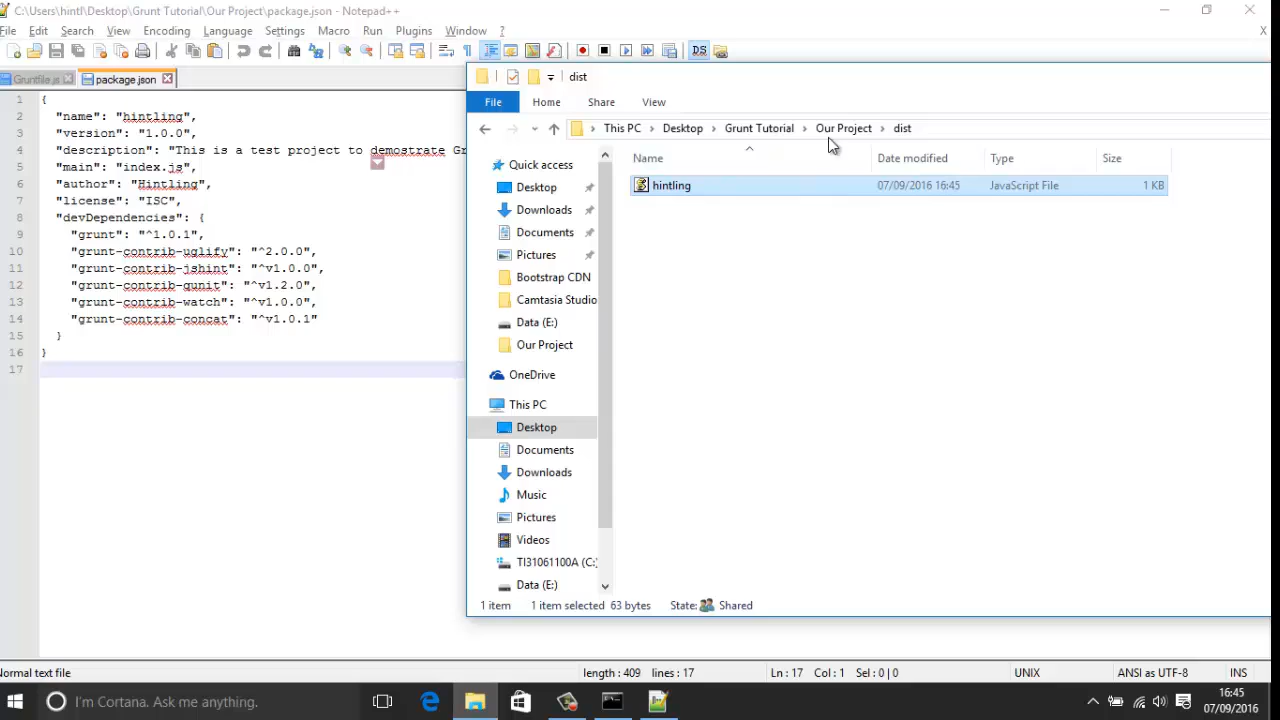 C:\Users\hintl\Desktop\Grunt Tutorial\Our Project\package.json - Notepad++
File Edit Search View Encoding Language Settings Macro Run Plugins Window ? X
DS
Gruntfile.js package.json
1 {
2 "name": "hintling",
3 "version": "1.0.0",
4 "description": "This is a test project to demostrate Gr
5 "main": "index.js",
6 "author": "Hintling",
7 "license": "ISC",
8 "devDependencies": {
9 "grunt": "^1.0.1",
10 "grunt-contrib-uglify": "^2.0.0",
11 "grunt-contrib-jshint": "^v1.0.0",
12 "grunt-contrib-qunit": "^v1.2.0",
13 "grunt-contrib-watch": "^v1.0.0",
14 "grunt-contrib-concat": "^v1.0.1"
15 }
16 }
17
dist
File Home Share View
This PC Desktop Grunt Tutorial Our Project dist
Name Date modified Type Size
hintling 07/09/2016 16:45 JavaScript File 1 KB
Quick access
Desktop
Downloads
Documents
Pictures
Bootstrap CDN
Camtasia Studio
Data (E:)
Our Project
OneDrive
This PC
Desktop
Documents
Downloads
Music
Pictures
Videos
TI31061100A (C:)
Data (E:)
1 item 1 item selected 63 bytes State: Shared
Normal text file length : 409 lines : 17 Ln : 17 Col : 1 Sel : 0 | 0 UNIX ANSI as UTF-8 INS
I'm Cortana. Ask me anything.
16:45
07/09/2016